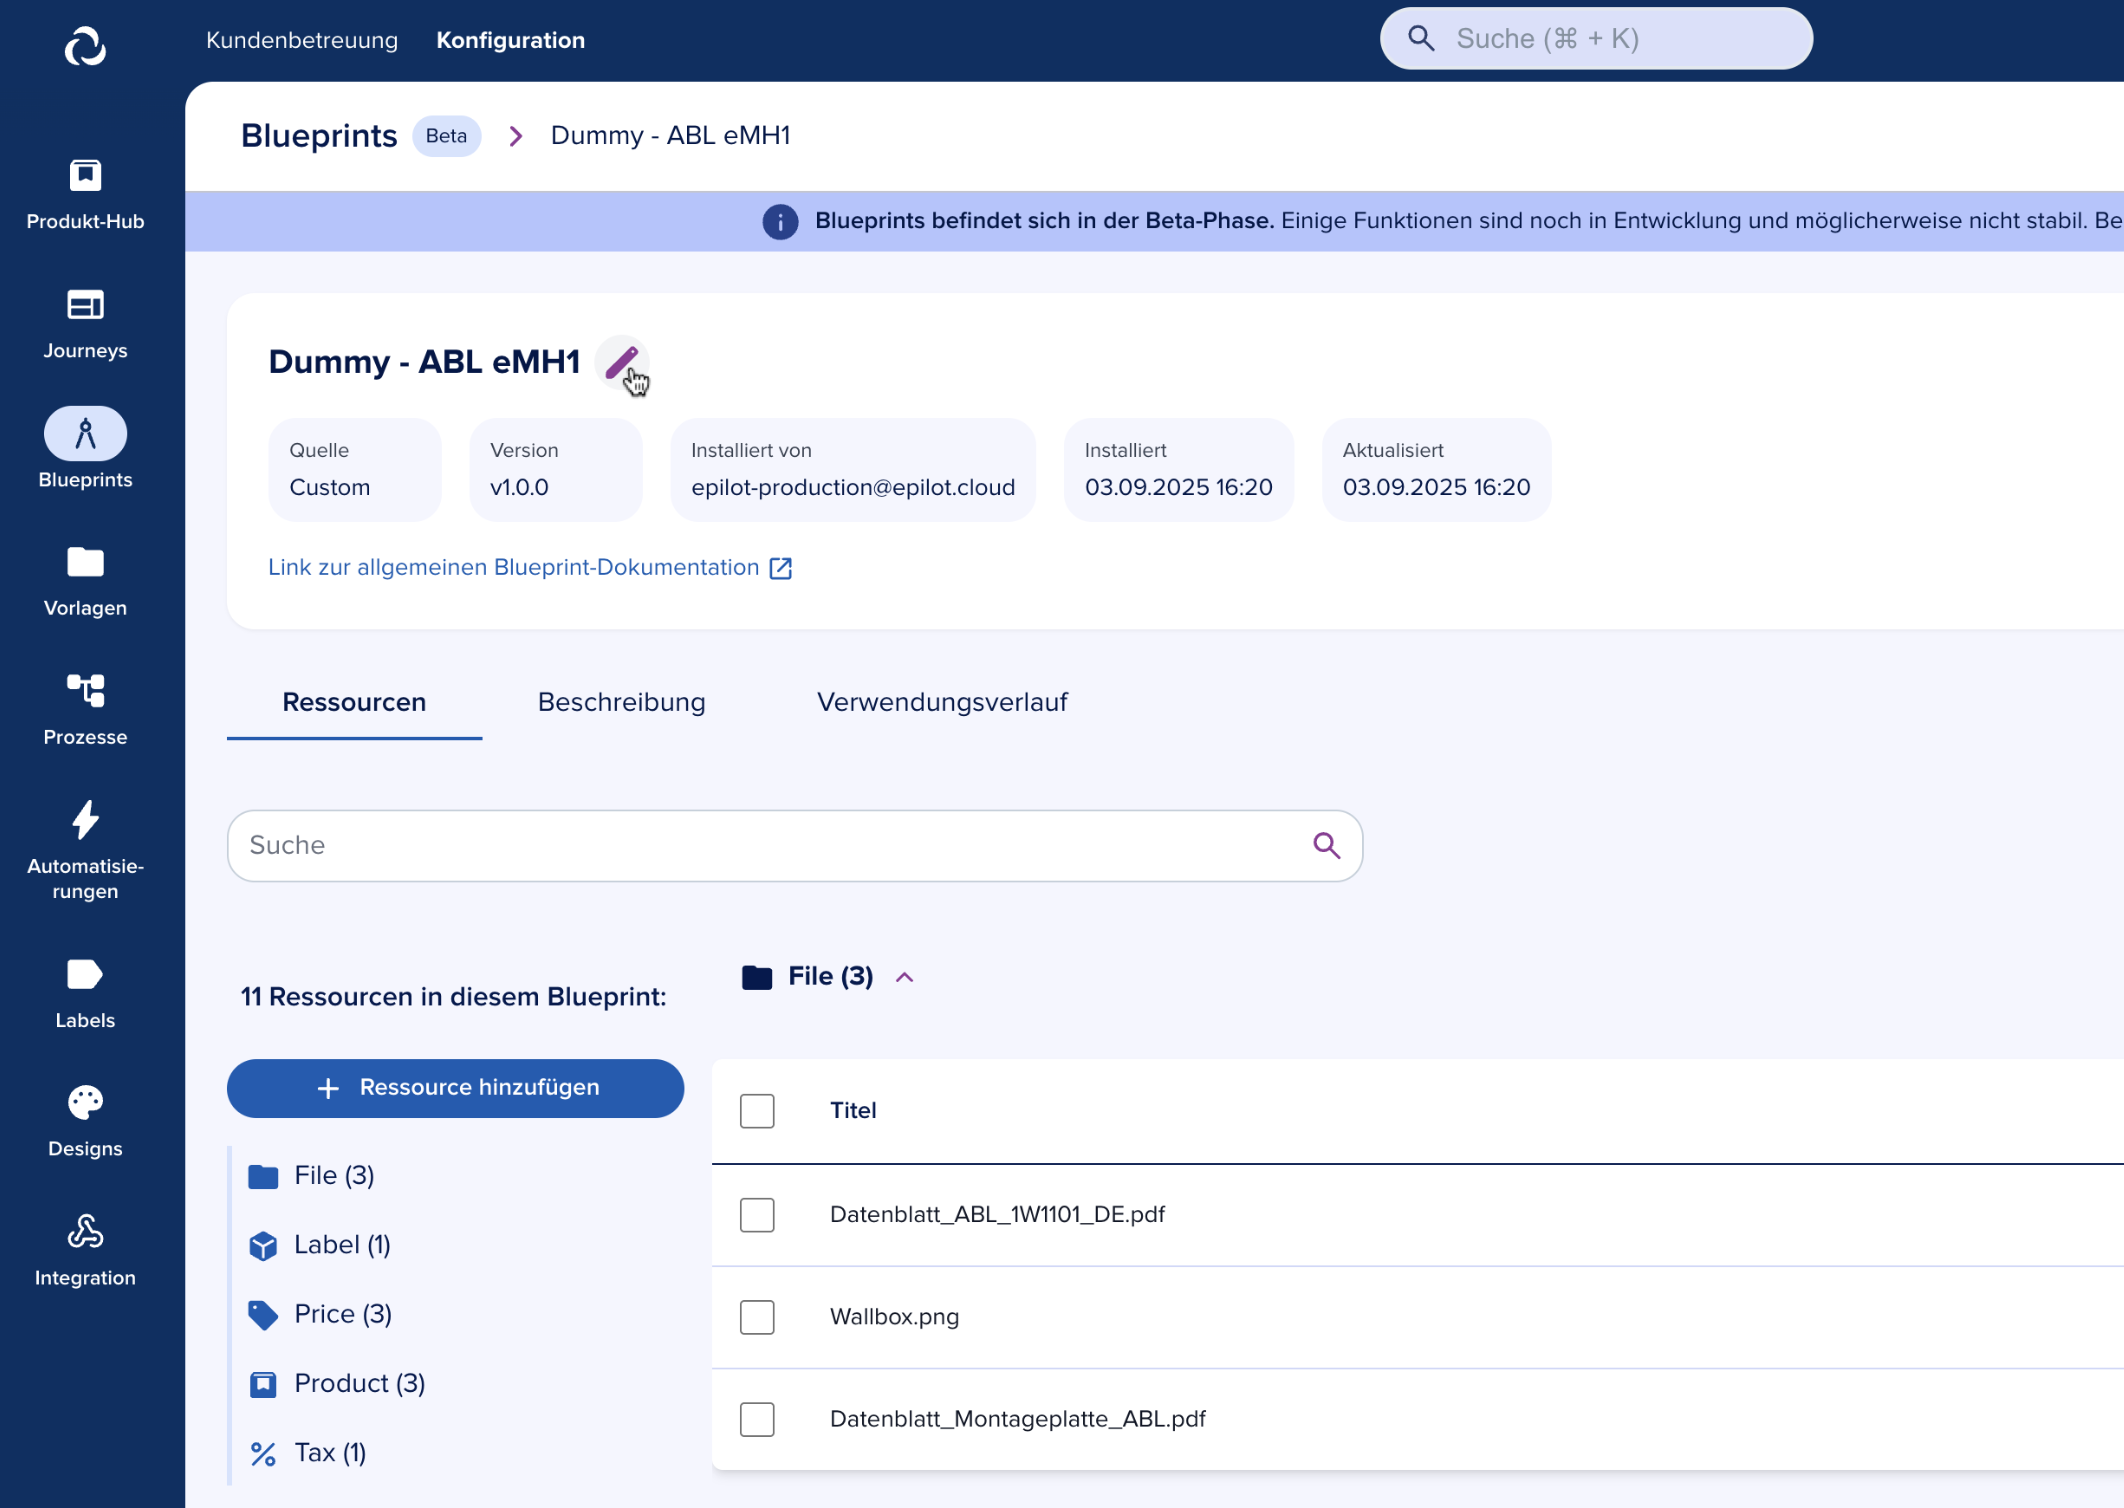 Kundenbetreuung Konfiguration
Suche (⌘ + K)
Produkt-Hub
Journeys
Blueprints
Vorlagen
Prozesse
Automatisie-
rungen
Labels
Designs
Integration
Blueprints Beta Dummy - ABL eMH1
Blueprints befindet sich in der Beta-Phase. Einige Funktionen sind noch in Entwicklung und möglicherweise nicht stabil. Be
Dummy - ABL eMH1
Quelle
Custom
Version
v1.0.0
Installiert von
epilot-production@epilot.cloud
Installiert
03.09.2025 16:20
Aktualisiert
03.09.2025 16:20
Link zur allgemeinen Blueprint-Dokumentation
Ressourcen Beschreibung Verwendungsverlauf
Suche
11 Ressourcen in diesem Blueprint:
Ressource hinzufügen
File (3)
Label (1)
Price (3)
Product (3)
Tax (1)
File (3)
Titel
Datenblatt_ABL_1W1101_DE.pdf
Wallbox.png
Datenblatt_Montageplatte_ABL.pdf